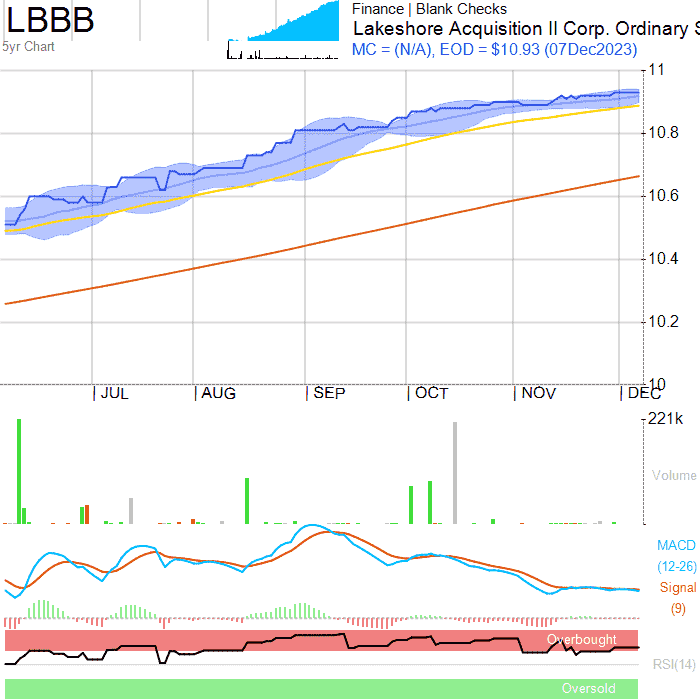 LBBB
5yr Chart
Finance | Blank Checks
Lakeshore Acquisition II Corp. Ordinary S
MC = (N/A), EOD = $10.93 (07Dec2023)
11
10.8
10.6
10.4
10.2
10
JUL AUG SEP OCT NOV DEC
221k
Volume
MACD
(12-26)
Signal
(9)
Overbought
RSI(14)
Oversold